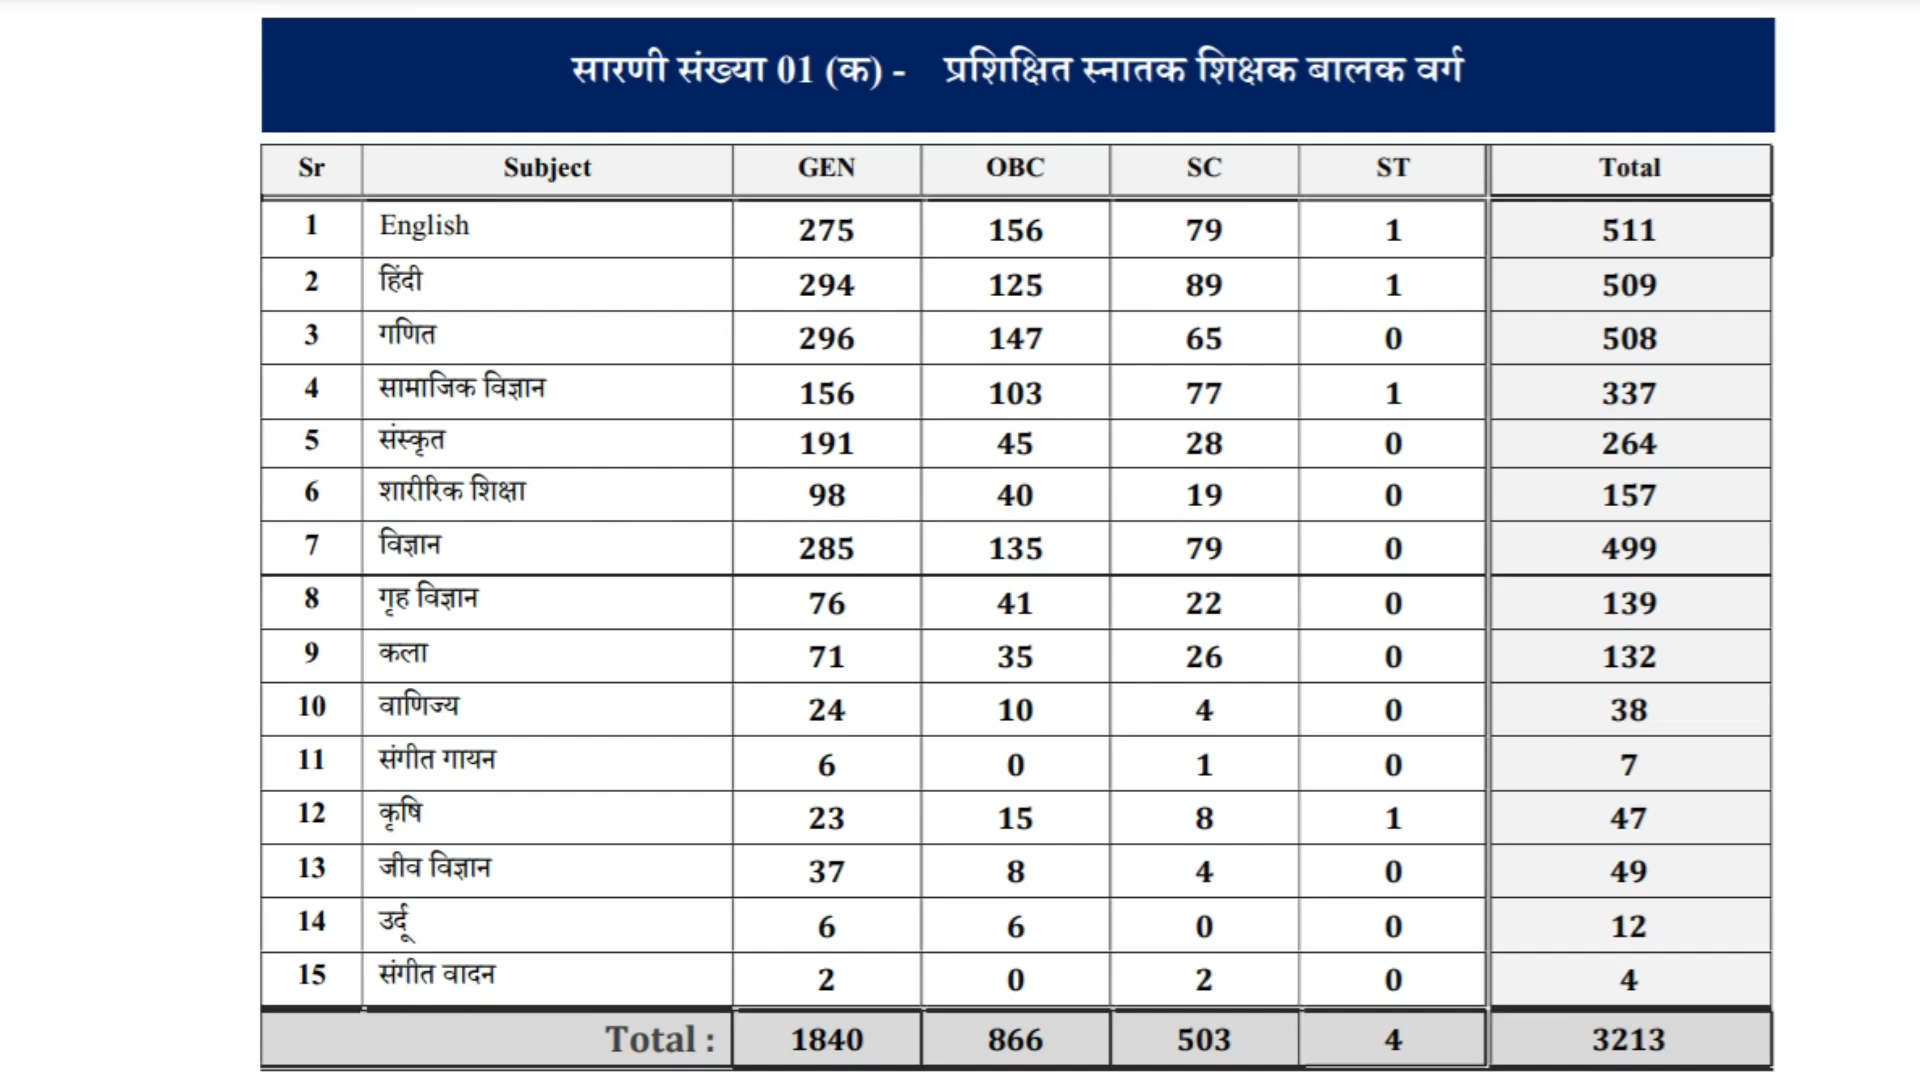 सारणी संख्या 01 (क) - प्रशिक्षित स्नातक शिक्षक बालक वर्ग
Sr Subject GEN OBC SC ST Total
1 English 275 156 79 1 511
2 हिंदी 294 125 89 1 509
3 गणित 296 147 65 0 508
4 सामाजिक विज्ञान 156 103 77 1 337
5 संस्कृत 191 45 28 0 264
6 शारीरिक शिक्षा 98 40 19 0 157
7 विज्ञान 285 135 79 0 499
8 गृह विज्ञान 76 41 22 0 139
9 कला 71 35 26 0 132
10 वाणिज्य 24 10 4 0 38
11 संगीत गायन 6 0 1 0 7
12 कृषि 23 15 8 1 47
13 जीव विज्ञान 37 8 4 0 49
14 उर्दू 6 6 0 0 12
15 संगीत वादन 2 0 2 0 4
Total : 1840 866 503 4 3213